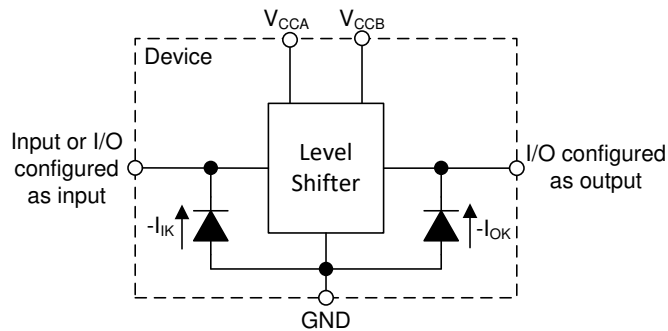 VCCA VCCB
Device
Input or I/O
configured
as input
Level
Shifter
I/O configured
as output
-IIK
-IOK
GND